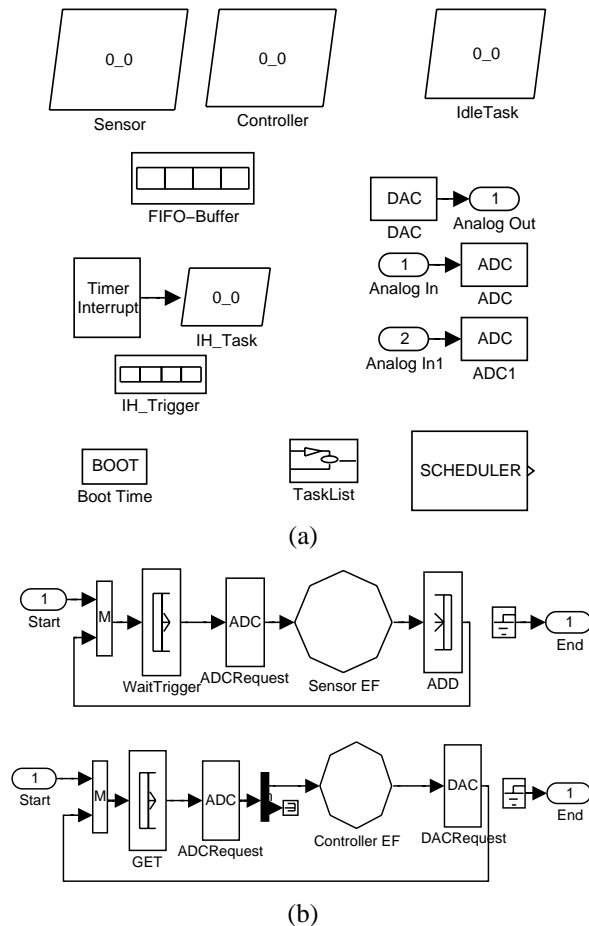 0_0
0_0
0_0
Sensor
Controller
IdleTask
FIFO-Buffer
DAC
1
DAC
Analog Out
Timer
Interrupt
0_0
1
ADC
Analog In
ADC
IH_Task
2
ADC
Analog In1
ADC1
IH_Trigger
BOOT
Boot Time
TaskList
SCHEDULER
(a)
1
Start
M
WaitTrigger
ADC
ADCRequest
Sensor EF
ADD
1
End
1
Start
M
GET
ADC
ADCRequest
Controller EF
DAC
DACRequest
1
End
(b)